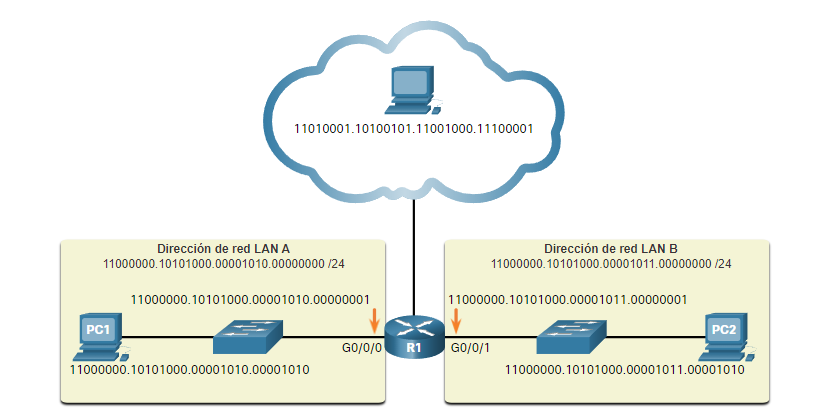 11010001.10100101.11001000.11100001
Dirección de red LAN A
11000000.10101000.00001010.00000000 /24
11000000.10101000.00001010.00000001
PC1
G0/0/0
11000000.10101000.00001010.00001010
R1
Dirección de red LAN B
11000000.10101000.00001011.00000000 /24
11000000.10101000.00001011.00000001
G0/0/1
PC2
11000000.10101000.00001011.00001010